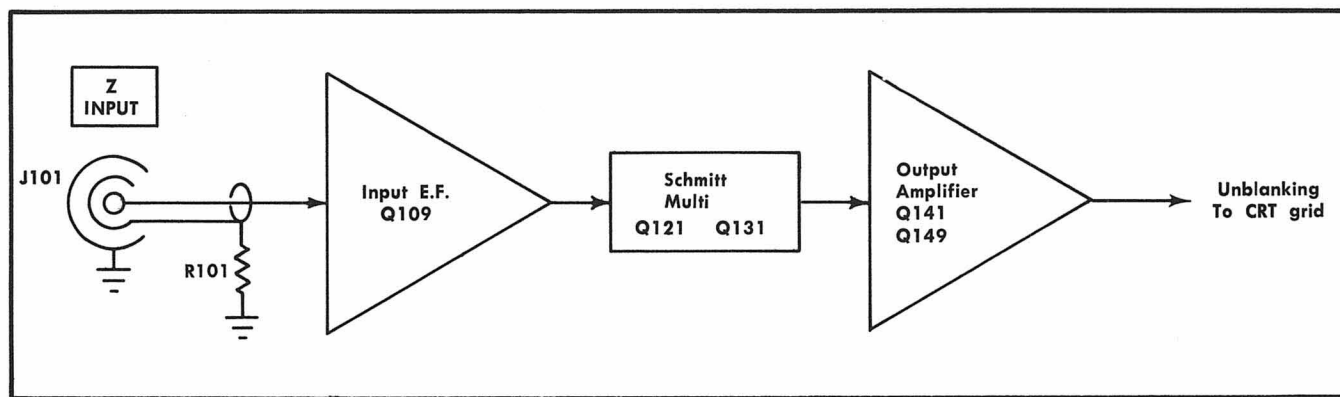 Z
INPUT
J101
R101
Input E.F.
Q109
Schmitt
Multi
Q121 Q131
Output
Amplifier
Q141
Q149
Unblanking
To CRT grid